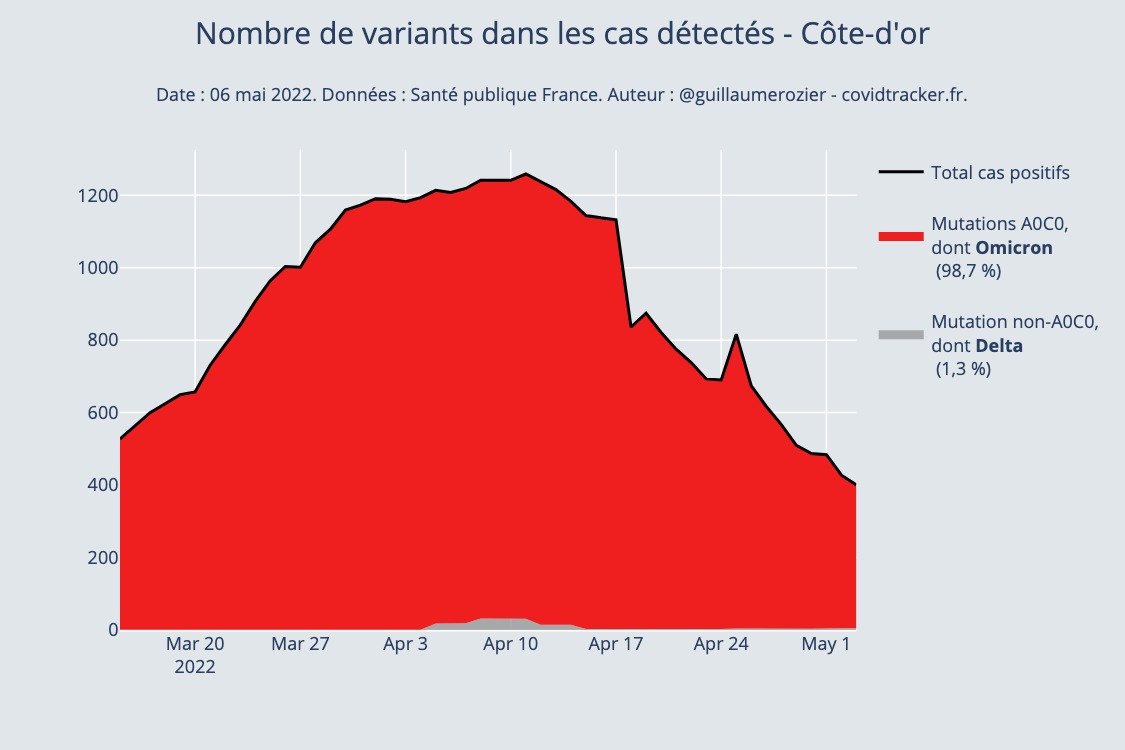 Nombre de variants dans les cas détectés - Côte-d'or
Date : 06 mai 2022. Données : Santé publique France. Auteur : @guillaumerozier - covidtracker.fr.
1200
1000
800
600
400
200
0
Mar 20
2022
Mar 27
Apr 3
Apr 10
Apr 17
Apr 24
May 1
Total cas positifs
Mutations A0C0,
dont Omicron
(98,7 %)
Mutation non-A0C0,
dont Delta
(1,3 %)